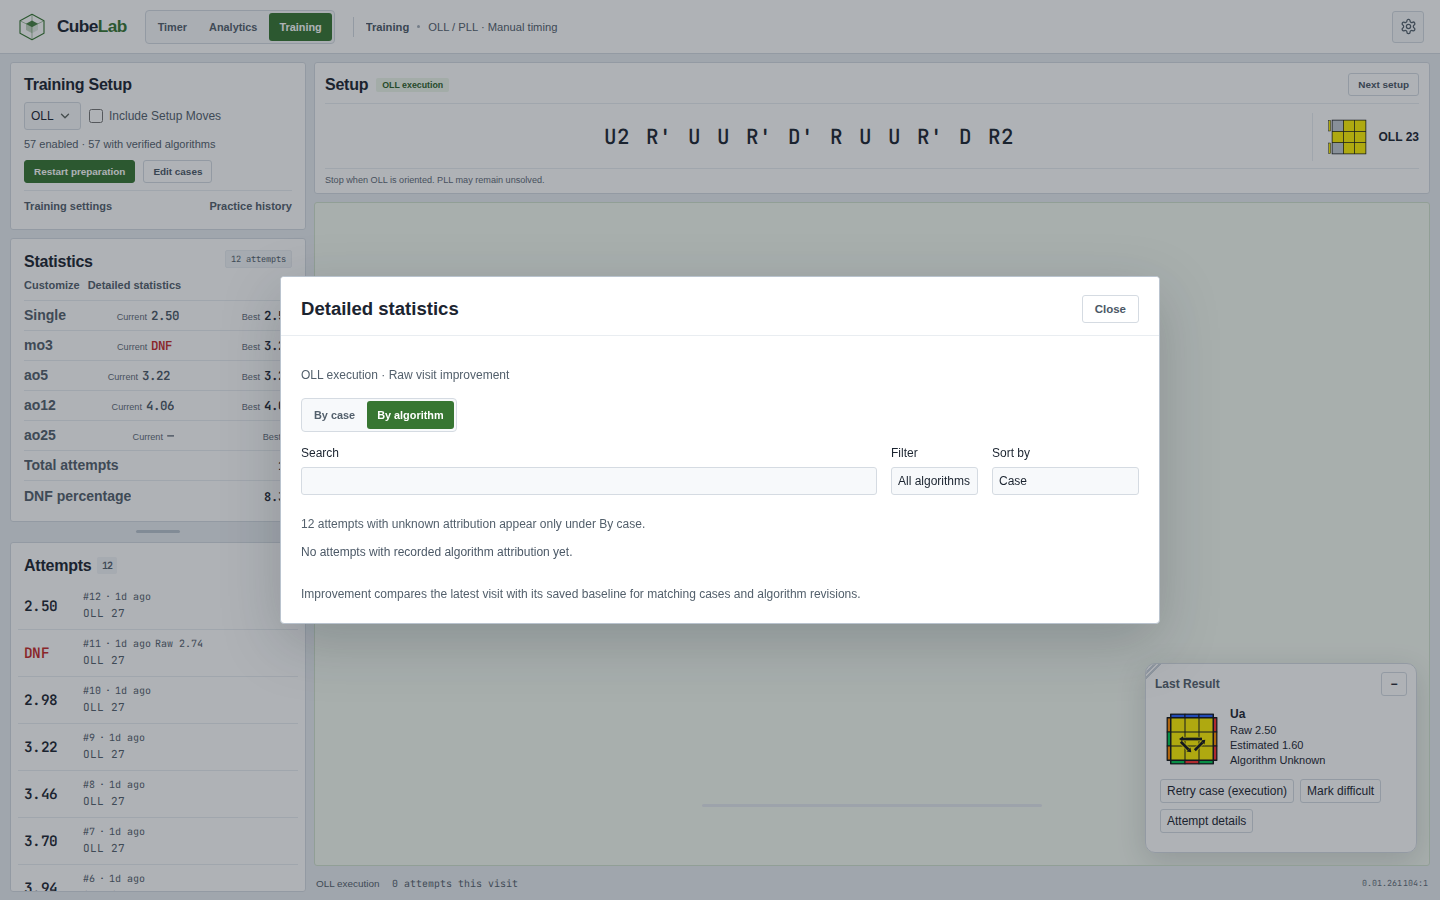 CubeLab
Timer Analytics Training
Training • OLL / PLL · Manual timing
Training Setup
OLL Include Setup Moves
57 enabled · 57 with verified algorithms
Restart preparation Edit cases
Training settings Practice history
Setup OLL execution Next setup
U2 R' U U R' D' R U U R' D R2
OLL 23
Stop when OLL is oriented. PLL may remain unsolved.
Statistics 12 attempts
Customize Detailed statistics
Single Current 2.50 Best
mo3 Current DNF Best
ao5 Current 3.22 Best
ao12 Current 4.06 Best
ao25 Current – Best
Total attempts
DNF percentage
Detailed statistics Close
OLL execution · Raw visit improvement
By case By algorithm
Search Filter Sort by
All algorithms Case
12 attempts with unknown attribution appear only under By case.
No attempts with recorded algorithm attribution yet.
Improvement compares the latest visit with its saved baseline for matching cases and algorithm revisions.
Attempts 12
2.50 #12 · 1d ago
OLL 27
DNF #11 · 1d ago Raw 2.74
OLL 27
2.98 #10 · 1d ago
OLL 27
3.22 #9 · 1d ago
OLL 27
3.46 #8 · 1d ago
OLL 27
3.70 #7 · 1d ago
OLL 27
3.94 #6 · 1d ago
Last Result –
Ua
Raw 2.50
Estimated 1.60
Algorithm Unknown
Retry case (execution) Mark difficult
Attempt details
OLL execution 0 attempts this visit
0.01.261104:1